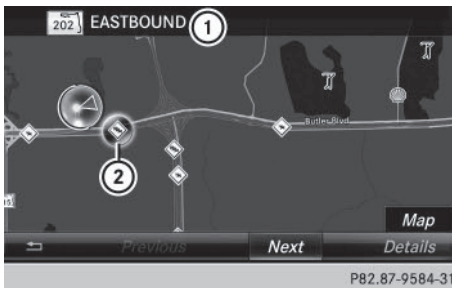 202 EASTBOUND 1
Butler Blvd
2
Map
Previous Next Details
P82.87-9584-31